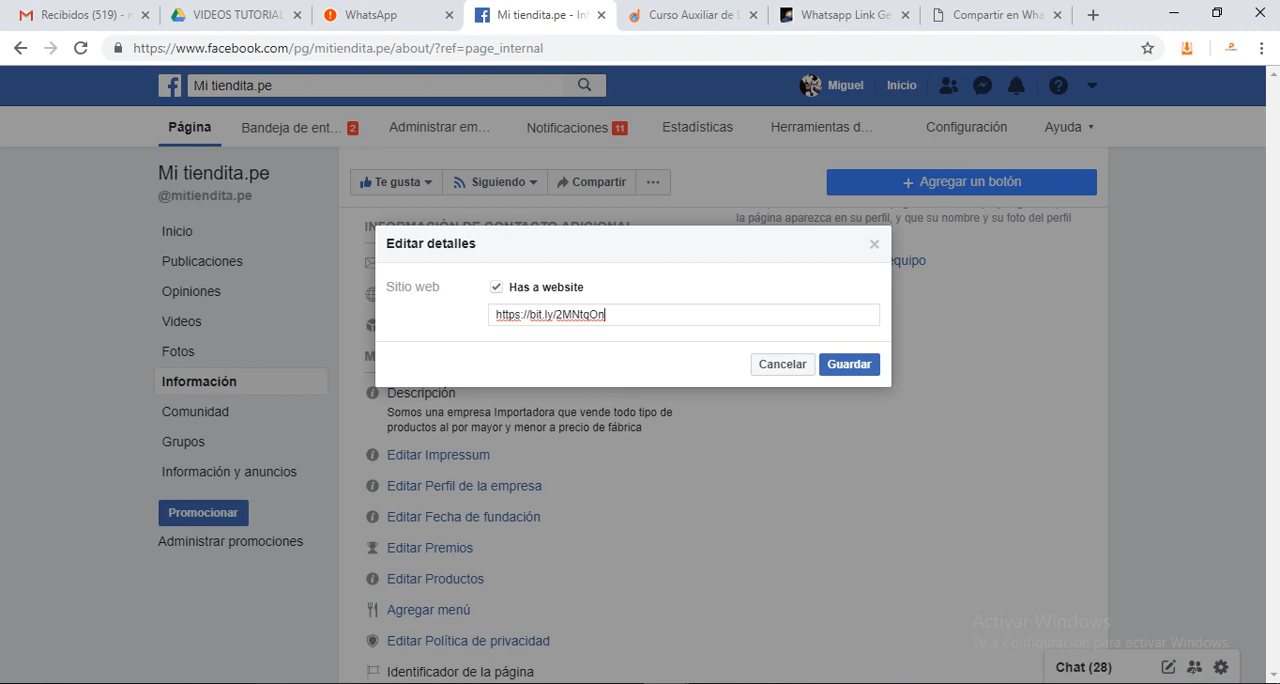 Recibidos (519) - r
VIDEOS TUTORIAL
WhatsApp
Mi tiendita.pe - Inf
Curso Auxiliar de D
Whatsapp Link Ge
Compartir en Wha
https://www.facebook.com/pg/mitiendita.pe/about/?ref=page_internal
Mi tiendita.pe
Miguel
Inicio
Página
Bandeja de ent... 2
Administrar em...
Notificaciones 11
Estadísticas
Herramientas d...
Configuración
Ayuda
Mi tiendita.pe
@mitiendita.pe
Te gusta
Siguiendo
Compartir
+ Agregar un botón
Inicio
Publicaciones
Opiniones
Videos
Fotos
Información
Comunidad
Grupos
Información y anuncios
Promocionar
Administrar promociones
INFORMACIÓN DE CONTACTO ADICIONAL
la página aparezca en su perfil, y que su nombre y su foto del perfil
equipo
Editar detalles
Sitio web
Has a website
https://bit.ly/2MNtqOn
Cancelar
Guardar
Descripción
Somos una empresa Importadora que vende todo tipo de
productos al por mayor y menor a precio de fábrica
Editar Impressum
Editar Perfil de la empresa
Editar Fecha de fundación
Editar Premios
Editar Productos
Agregar menú
Editar Política de privacidad
Identificador de la página
Activar Windows
Ve a Configuración para activar Windows.
Chat (28)